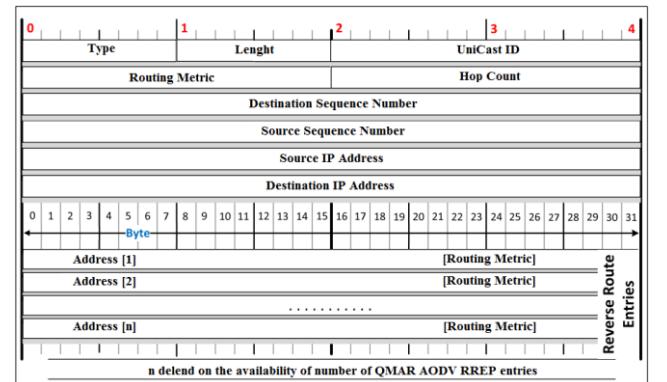 0 1 2 3 4
Type Lenght UniCast ID
Routing Metric Hop Count
Destination Sequence Number
Source Sequence Number
Source IP Address
Destination IP Address
0 1 2 3 4 5 6 7 8 9 10 11 12 13 14 15 16 17 18 19 20 21 22 23 24 25 26 27 28 29 30 31
Byte
Address [1] [Routing Metric]
Address [2] [Routing Metric]
. . . . . . . . . . .
Address [n] [Routing Metric]
Reverse Route
Entries
n delend on the availability of number of QMAR AODV RREP entries